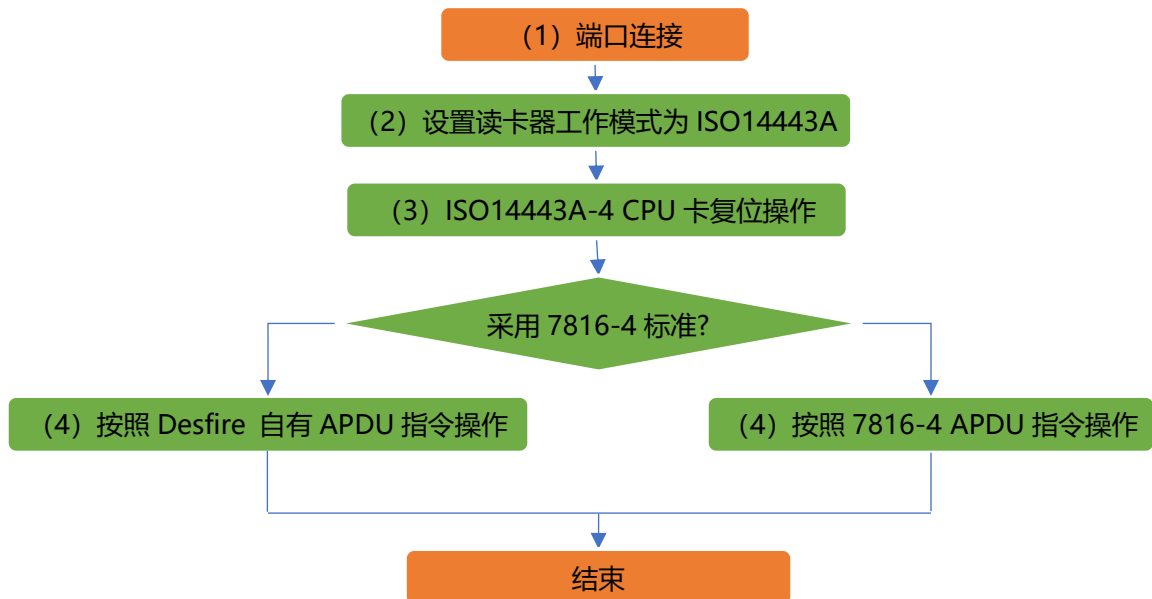 （1）端口连接
（2）设置读卡器工作模式为 ISO14443A
（3）ISO14443A-4 CPU 卡复位操作
采用 7816-4 标准?
（4）按照 Desfire 自有 APDU 指令操作
（4）按照 7816-4 APDU 指令操作
结束